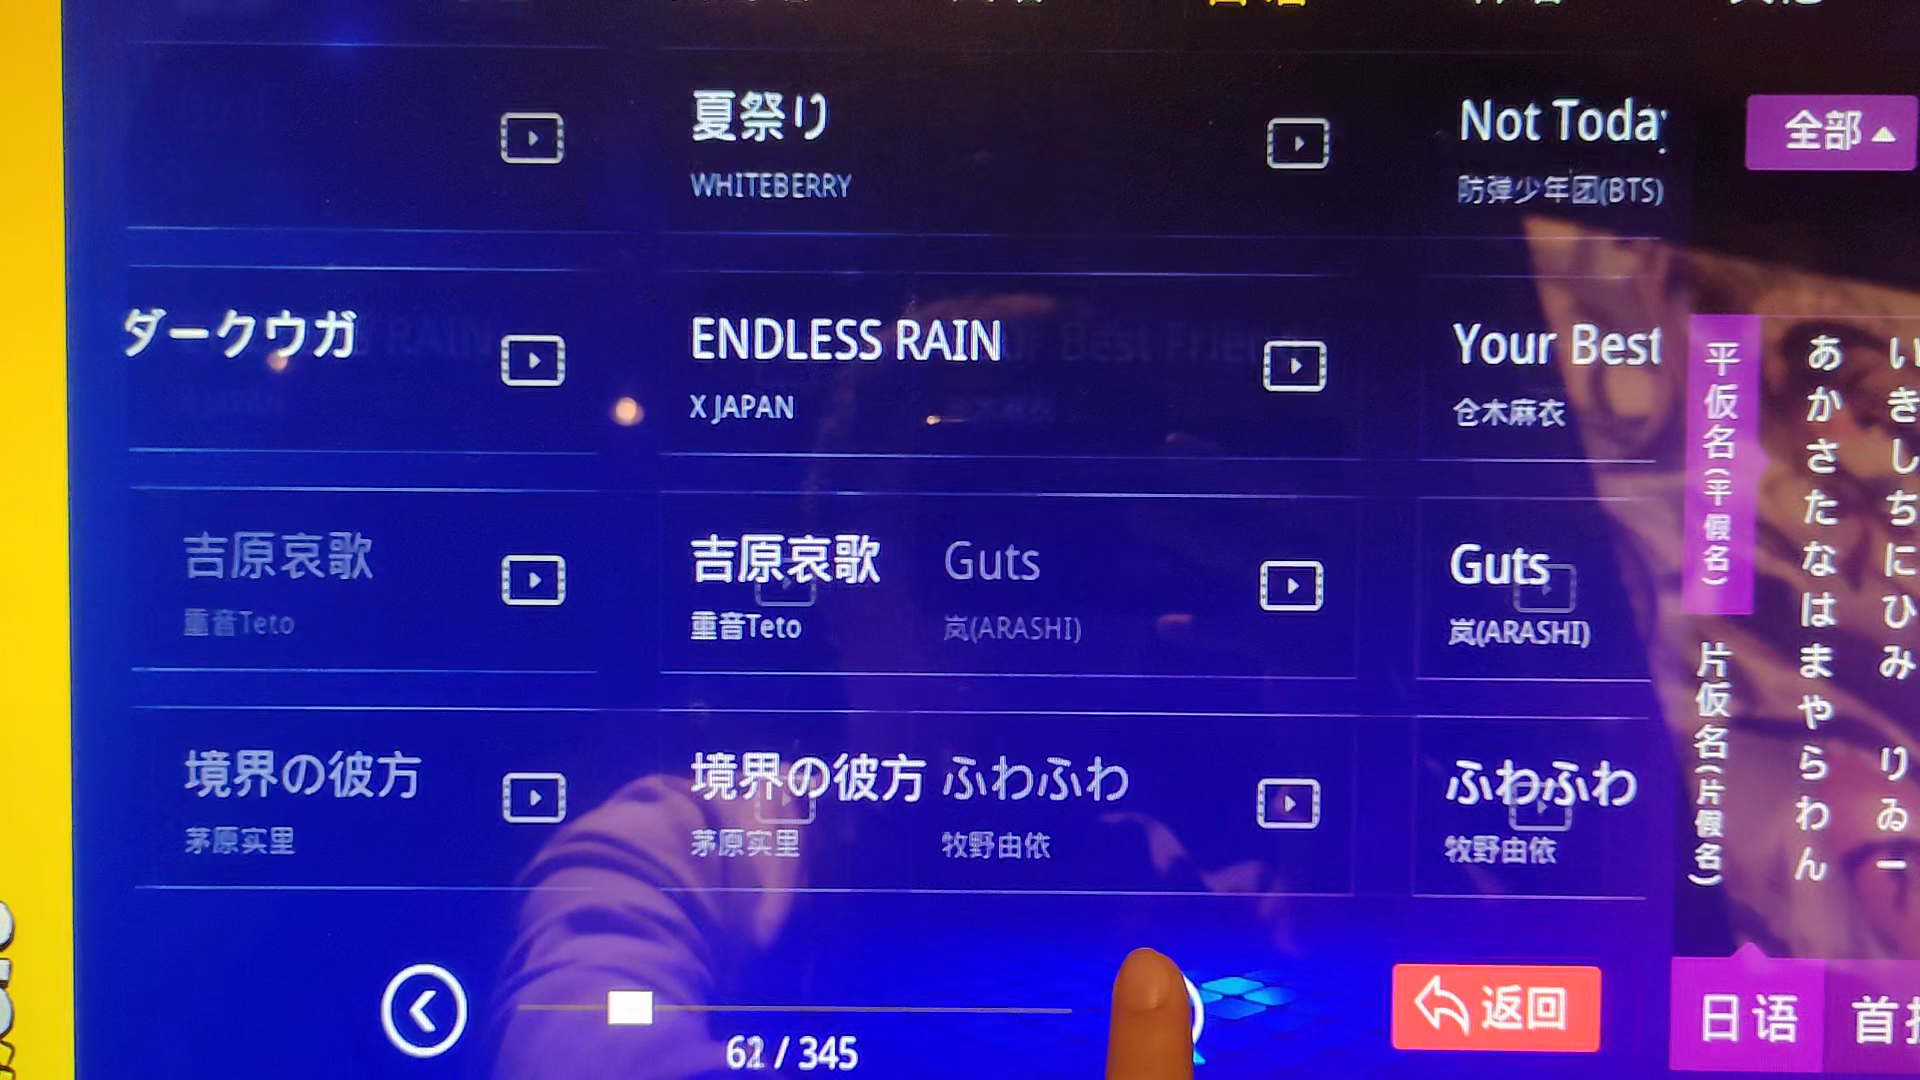 夏祭り
WHITEBERRY
Not Today
防弹少年团(BTS)
全部
ダークウガ
ENDLESS RAIN
X JAPAN
Your Best
仓木麻衣
吉原哀歌
重音Teto
吉原哀歌
重音Teto
Guts
岚(ARASHI)
Guts
岚(ARASHI)
境界の彼方
茅原实里
境界の彼方
茅原实里
ふわふわ
牧野由依
ふわふわ
牧野由依
平仮名(平假名)
片仮名(片假名)
あかさたなはまやらわん
いきしちにひみ りゐー
/ 345
返回
日语
首